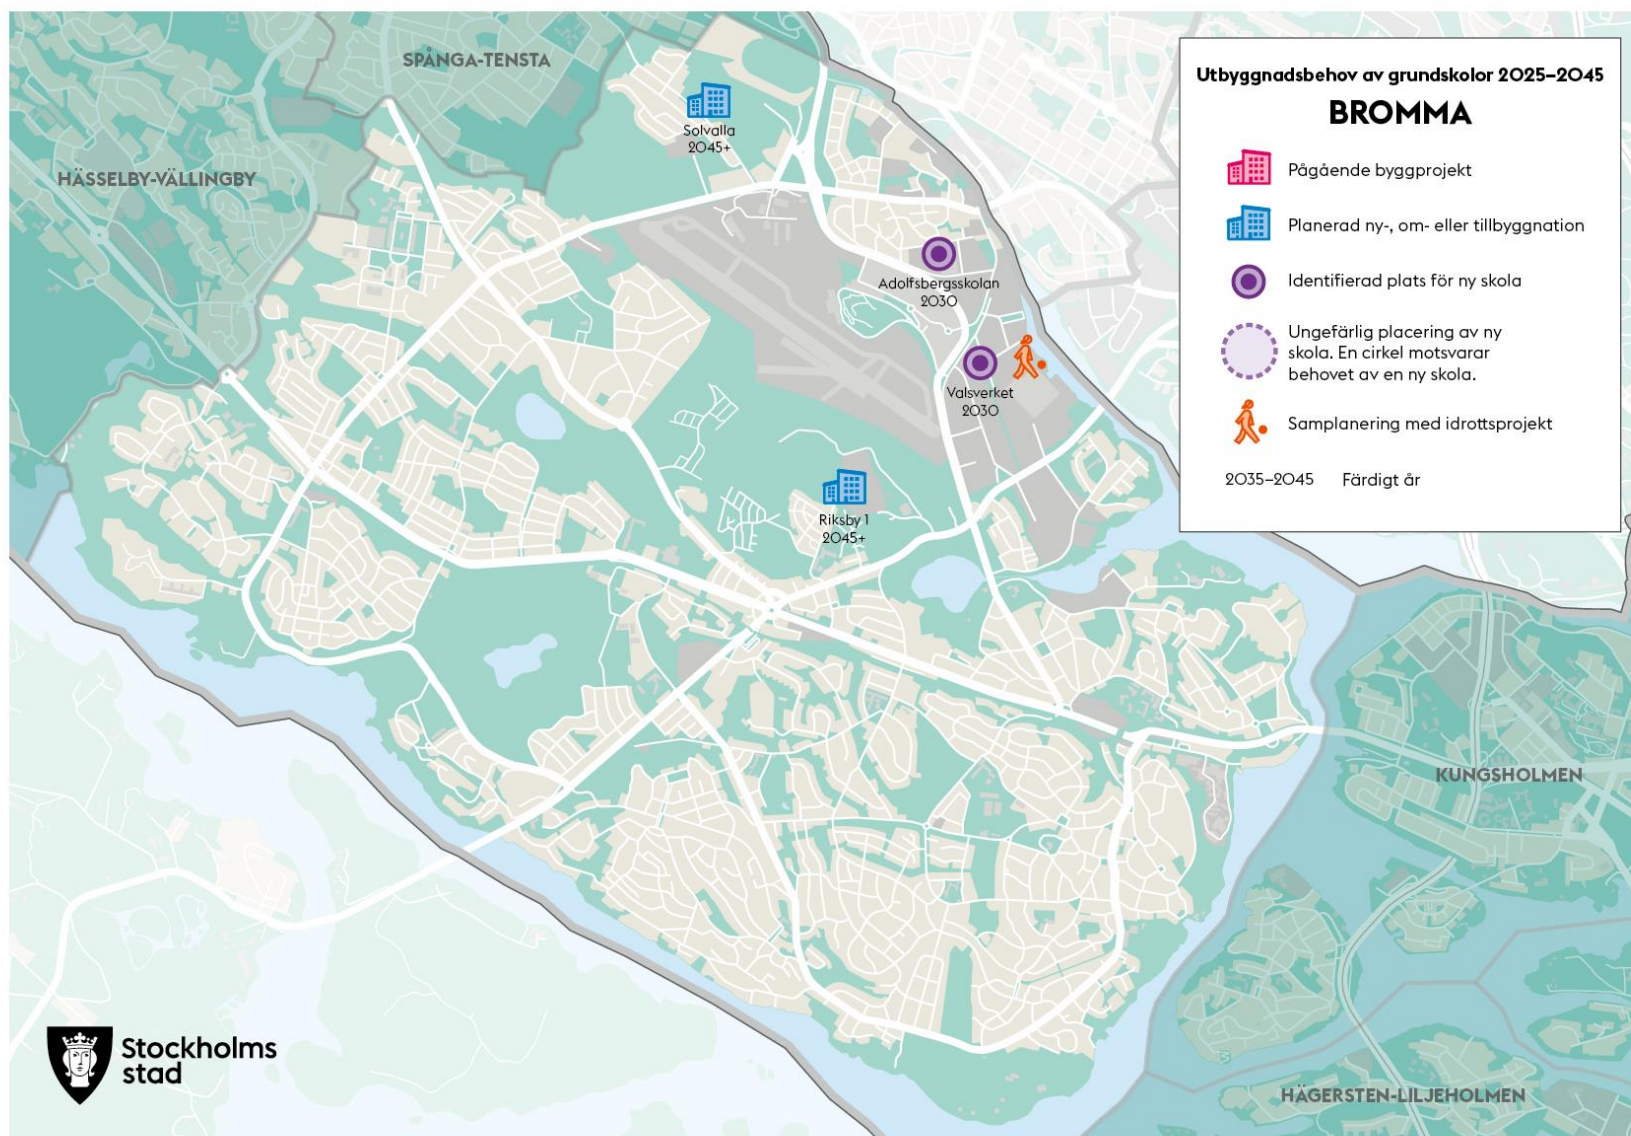 SPÅNGA-TENSTA
HÄSSELBY-VÄLLINGBY
Solvalla
2045+
Adolfsbergsskolan
2030
Valsverket
2030
Riksby 1
2045+
KUNGSHOLMEN
HÄGERSTEN-LILJEHOLMEN
Utbyggnadsbehov av grundskolor 2025–2045
BROMMA
Pågående byggprojekt
Planerad ny-, om- eller tillbyggnation
Identifierad plats för ny skola
Ungefärlig placering av ny
skola. En cirkel motsvarar
behovet av en ny skola.
Samplanering med idrottsprojekt
2035–2045 Färdigt år
Stockholms
stad